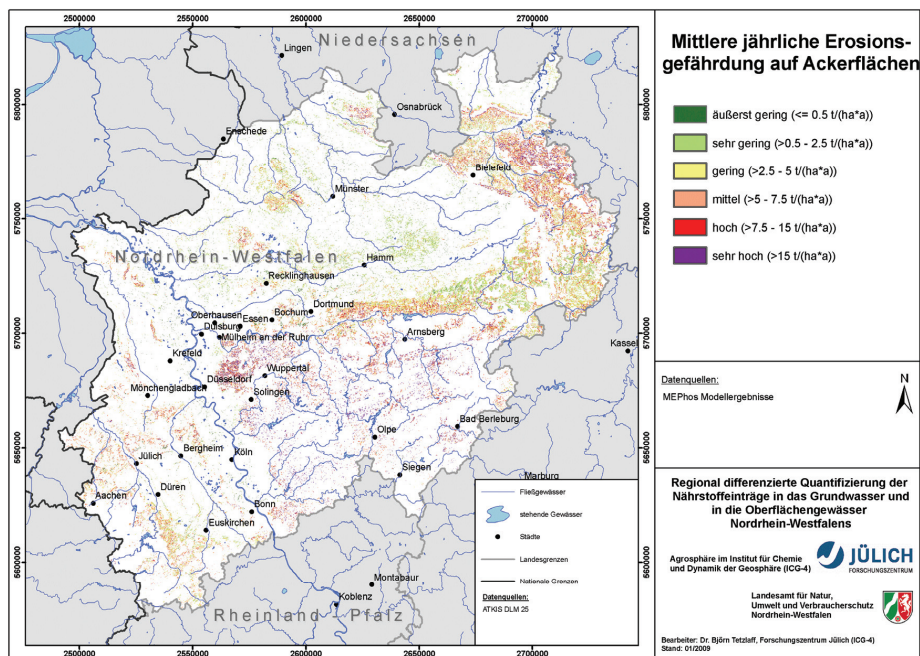 2500000 2550000 2600000 2650000 2700000
Niedersachsen
Lingen
5800000
Osnabrück
Enschede
Bielefeld
Münster
5750000
Nordrhein-Westfalen
Hamm
Recklinghausen
Dortmund
Oberhausen
Bochum
Essen
Duisburg
Mülheim an der Ruhr
5700000
Arnsberg
Kassel
Krefeld
Wuppertal
Düsseldorf
Mönchengladbach
Solingen
Bad Berleburg
Olpe
5650000
Bergheim
Köln
Jülich
Siegen
Marburg
Düren
Aachen
Bonn
Euskirchen
5600000
Montabaur
Koblenz
Rheinland - Pfalz
2500000 2550000 2600000 2650000 2700000
Fließgewässer
stehende Gewässer
Städte
Landesgrenzen
Nationale Grenzen
Datenquellen:
ATKIS DLM 25
Mittlere jährliche Erosions-
gefährdung auf Ackerflächen
äußerst gering (<= 0.5 t/(ha*a))
sehr gering (>0.5 - 2.5 t/(ha*a))
gering (>2.5 - 5 t/(ha*a))
mittel (>5 - 7.5 t/(ha*a))
hoch (>7.5 - 15 t/(ha*a))
sehr hoch (>15 t/(ha*a))
Datenquellen:
MEPhos Modellergebnisse
N
Regional differenzierte Quantifizierung der
Nährstoffeinträge in das Grundwasser und
in die Oberflächengewässer
Nordrhein-Westfalens
Agrosphäre im Institut für Chemie
und Dynamik der Geosphäre (ICG-4)
JÜLICH
FORSCHUNGSZENTRUM
Landesamt für Natur,
Umwelt und Verbraucherschutz
Nordrhein-Westfalen
Bearbeiter: Dr. Björn Tetzlaff, Forschungszentrum Jülich (ICG-4)
Stand: 01/2009